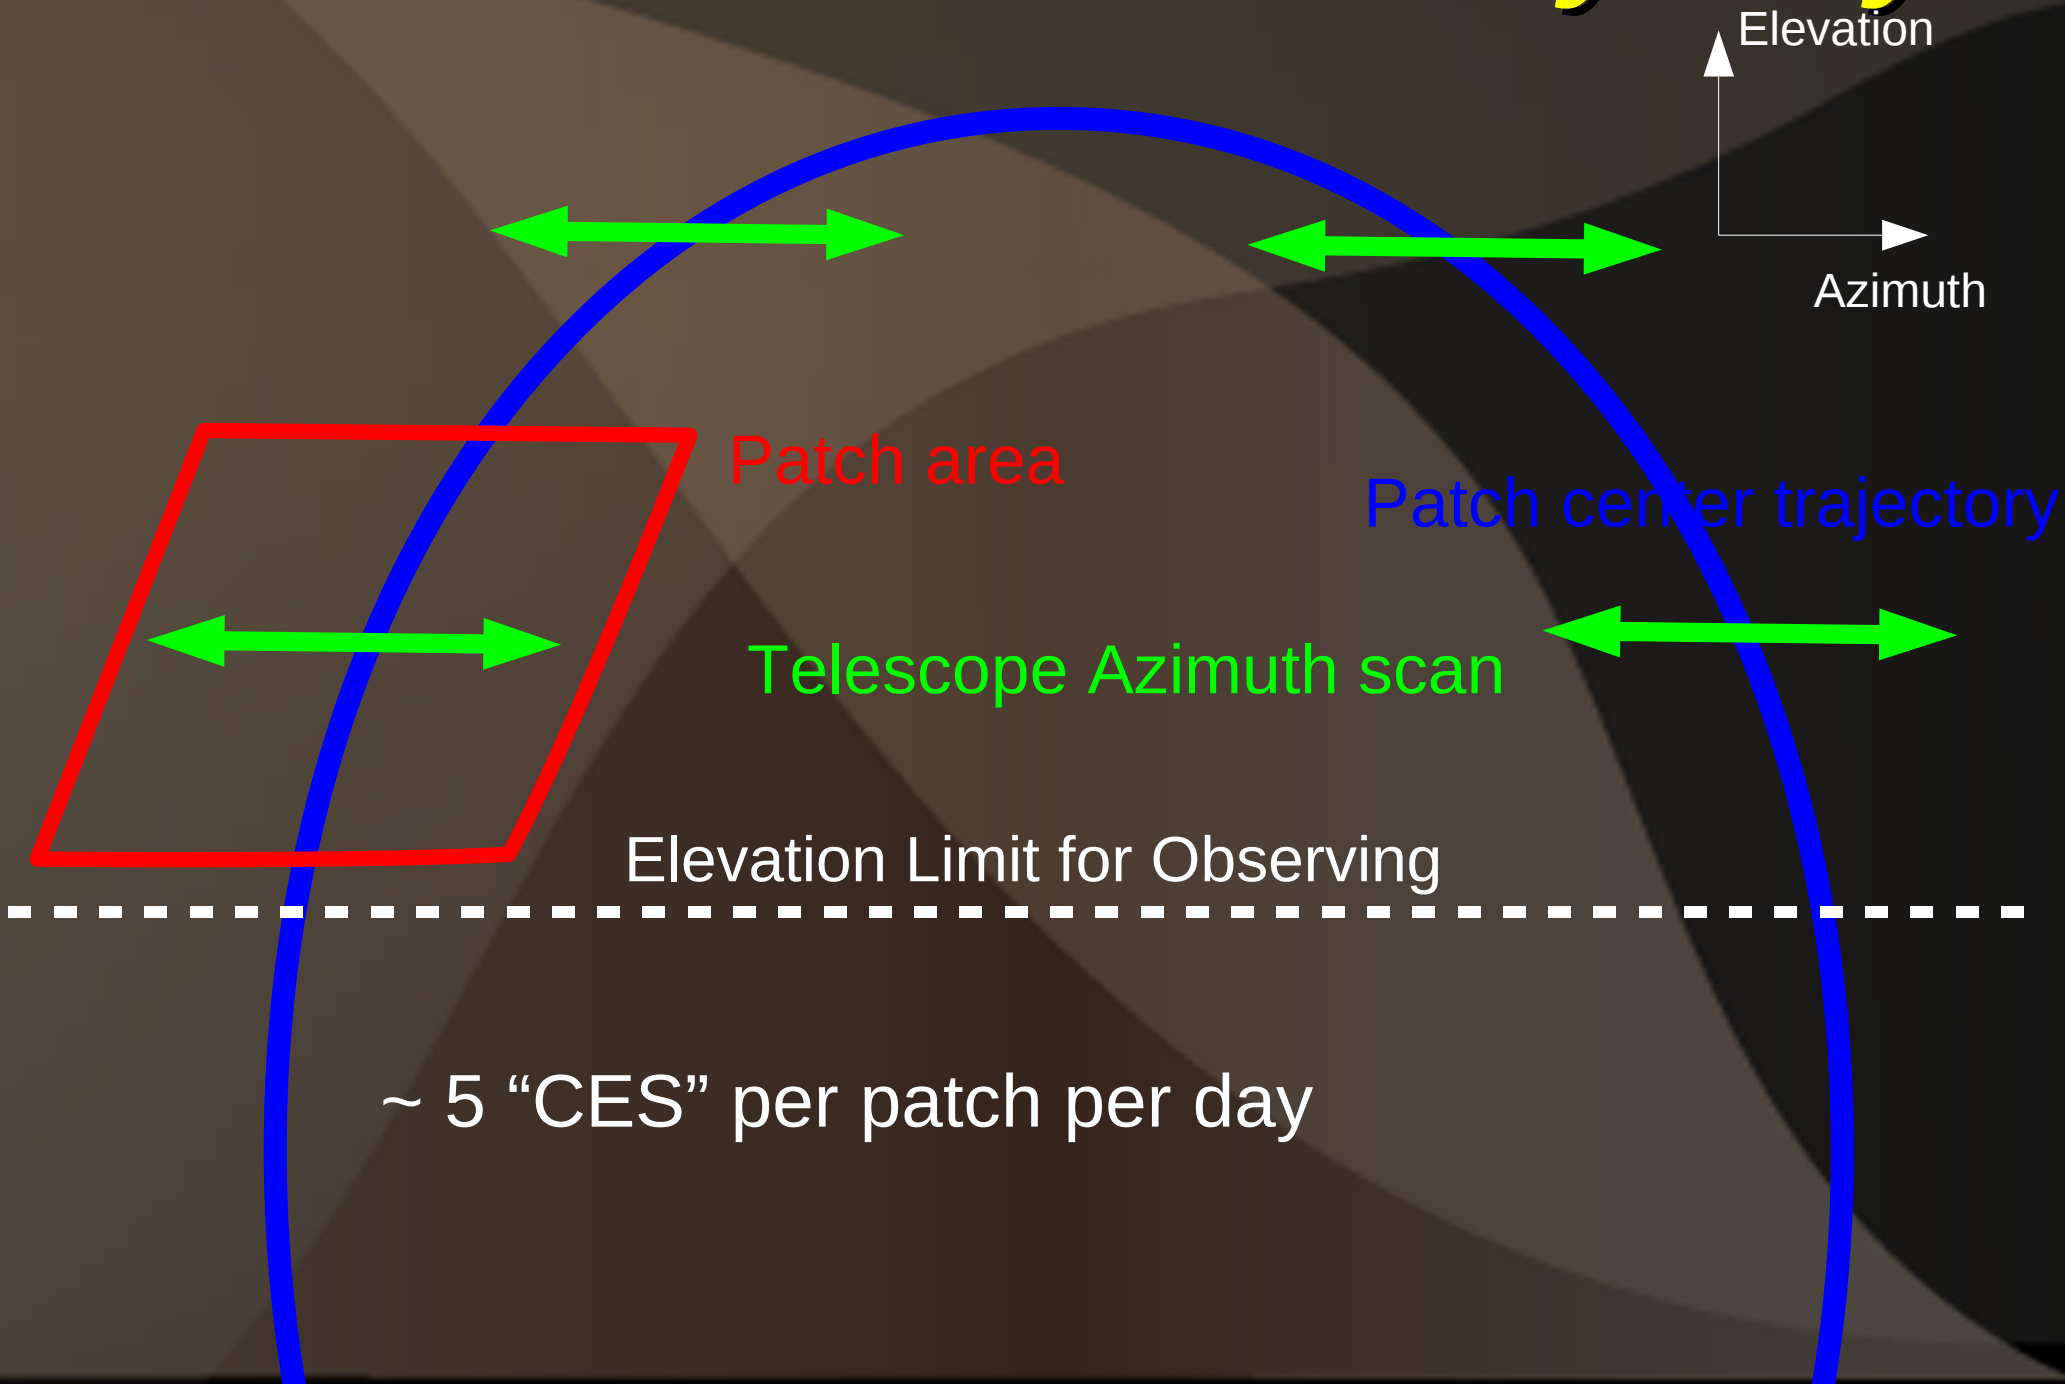 Elevation
Azimuth
Patch area
Patch center trajectory
Telescope Azimuth scan
Elevation Limit for Observing
~ 5 “CES” per patch per day